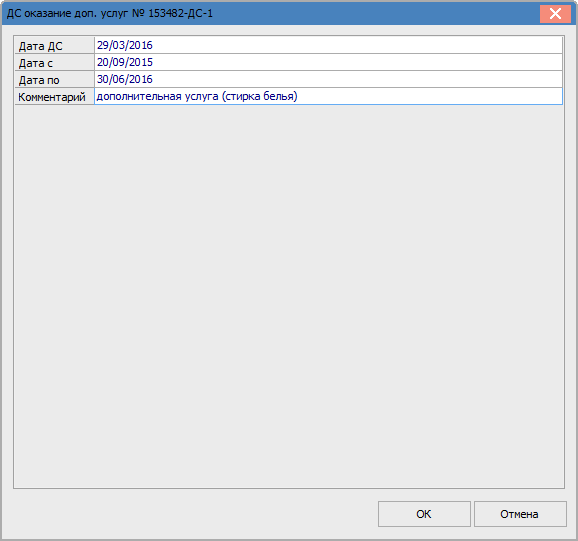 ДС оказание доп. услуг № 153482-ДС-1
Дата ДС 29/03/2016
Дата с 20/09/2015
Дата по 30/06/2016
Комментарий дополнительная услуга (стирка белья)
ОК Отмена